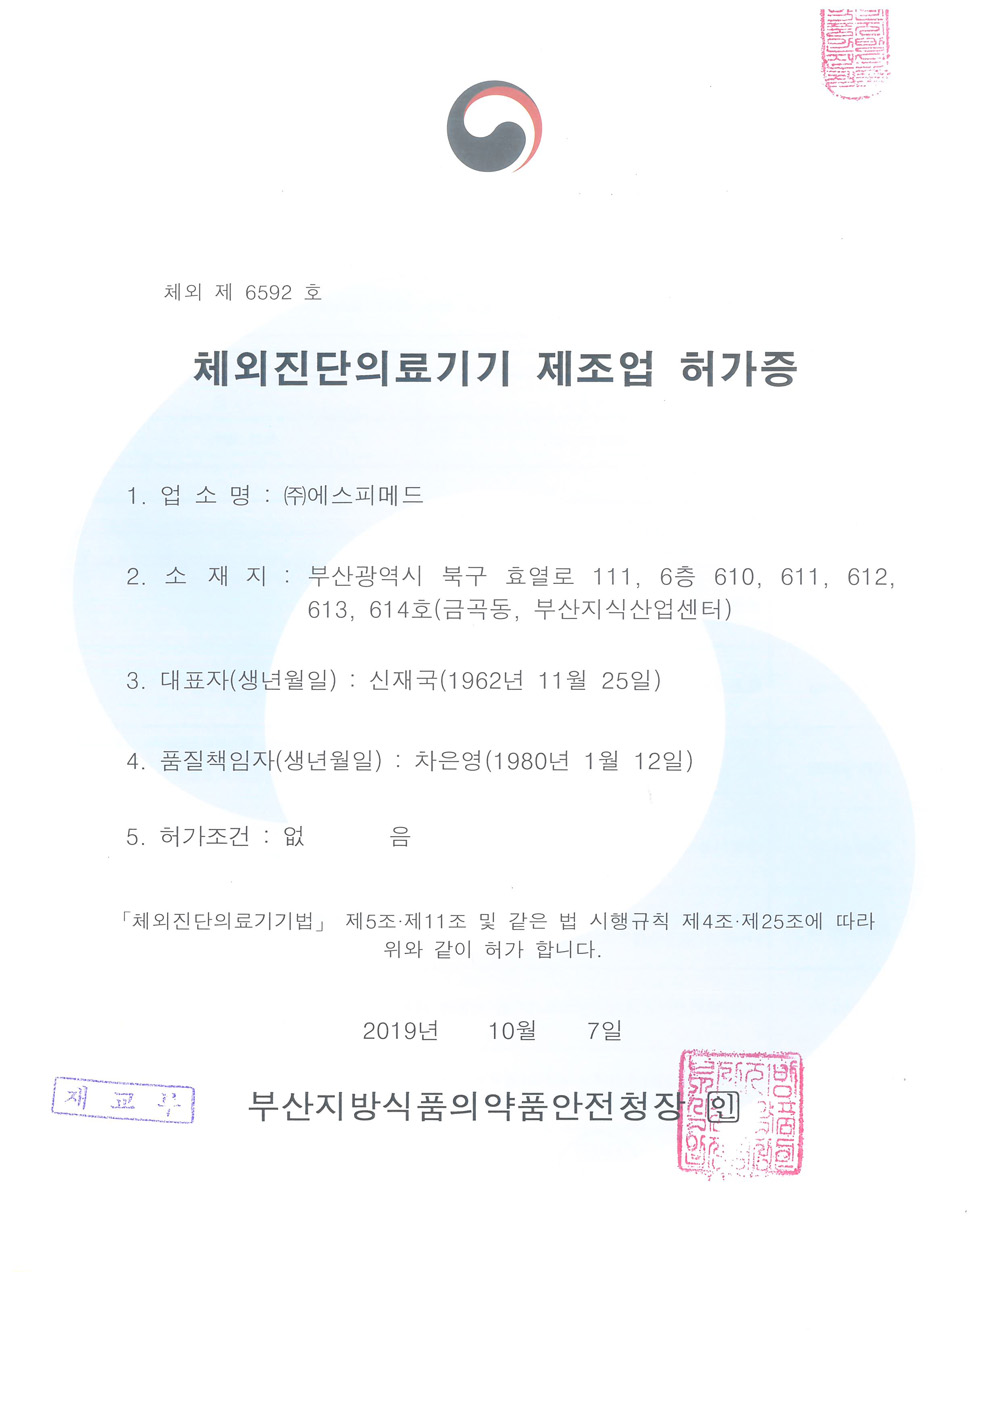 체외 제 6592 호
체외진단의료기기 제조업 허가증
1. 업 소 명 : ㈜에스피메드
2. 소 재 지 : 부산광역시 북구 효열로 111, 6층 610, 611, 612,
613, 614호(금곡동, 부산지식산업센터)
3. 대표자(생년월일) : 신재국(1962년 11월 25일)
4. 품질책임자(생년월일) : 차은영(1980년 1월 12일)
5. 허가조건 : 없 음
「체외진단의료기기법」 제5조·제11조 및 같은 법 시행규칙 제4조·제25조에 따라
위와 같이 허가 합니다.
2019년 10월 7일
재 교 부
부산지방식품의약품안전청장 인